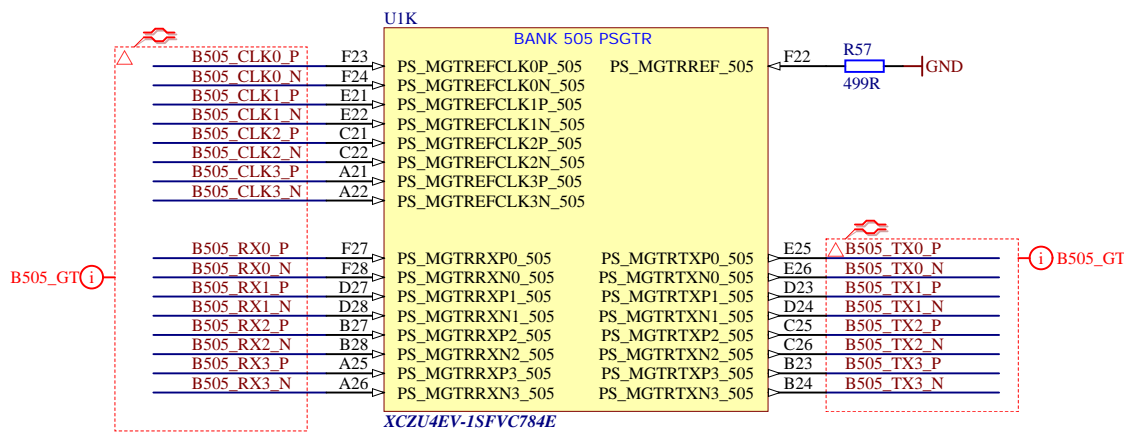 U1K
BANK 505 PSGTR
B505_CLK0_P F23 PS_MGTREFCLK0P_505 PS_MGTRREF_505 F22 R57 499R GND
B505_CLK0_N F24 PS_MGTREFCLK0N_505
B505_CLK1_P E21 PS_MGTREFCLK1P_505
B505_CLK1_N E22 PS_MGTREFCLK1N_505
B505_CLK2_P C21 PS_MGTREFCLK2P_505
B505_CLK2_N C22 PS_MGTREFCLK2N_505
B505_CLK3_P A21 PS_MGTREFCLK3P_505
B505_CLK3_N A22 PS_MGTREFCLK3N_505
B505_RX0_P F27 PS_MGTRRXP0_505 PS_MGTRTXP0_505 E25 B505_TX0_P
B505_GT i B505_RX0_N F28 PS_MGTRRXN0_505 PS_MGTRTXN0_505 E26 B505_TX0_N i B505_GT
B505_RX1_P D27 PS_MGTRRXP1_505 PS_MGTRTXP1_505 D23 B505_TX1_P
B505_RX1_N D28 PS_MGTRRXN1_505 PS_MGTRTXN1_505 D24 B505_TX1_N
B505_RX2_P B27 PS_MGTRRXP2_505 PS_MGTRTXP2_505 C25 B505_TX2_P
B505_RX2_N B28 PS_MGTRRXN2_505 PS_MGTRTXN2_505 C26 B505_TX2_N
B505_RX3_P A25 PS_MGTRRXP3_505 PS_MGTRTXP3_505 B23 B505_TX3_P
B505_RX3_N A26 PS_MGTRRXN3_505 PS_MGTRTXN3_505 B24 B505_TX3_N
XCZU4EV-1SFVC784E